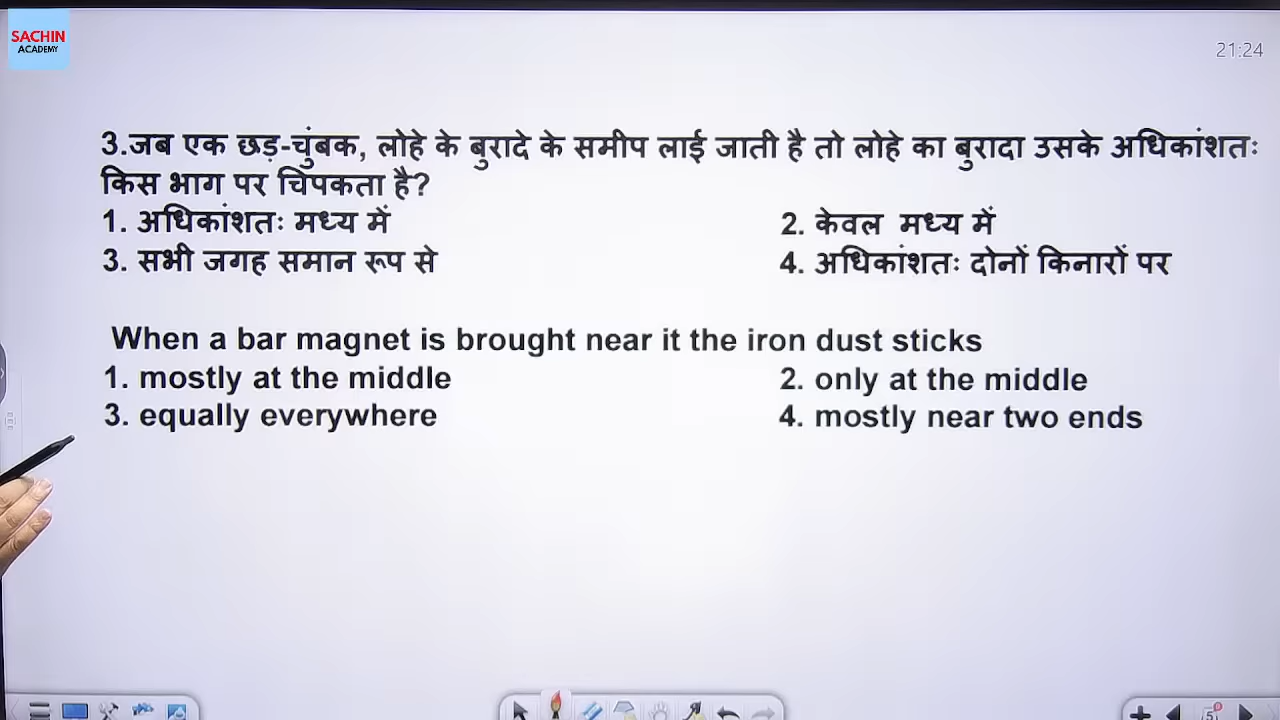 SACHIN
ACADEMY
21:24
3.जब एक छड़-चुंबक, लोहे के बुरादे के समीप लाई जाती है तो लोहे का बुरादा उसके अधिकांशतः
किस भाग पर चिपकता है?
1. अधिकांशतः मध्य में
2. केवल मध्य में
3. सभी जगह समान रूप से
4. अधिकांशतः दोनों किनारों पर
When a bar magnet is brought near it the iron dust sticks
1. mostly at the middle
2. only at the middle
3. equally everywhere
4. mostly near two ends
5